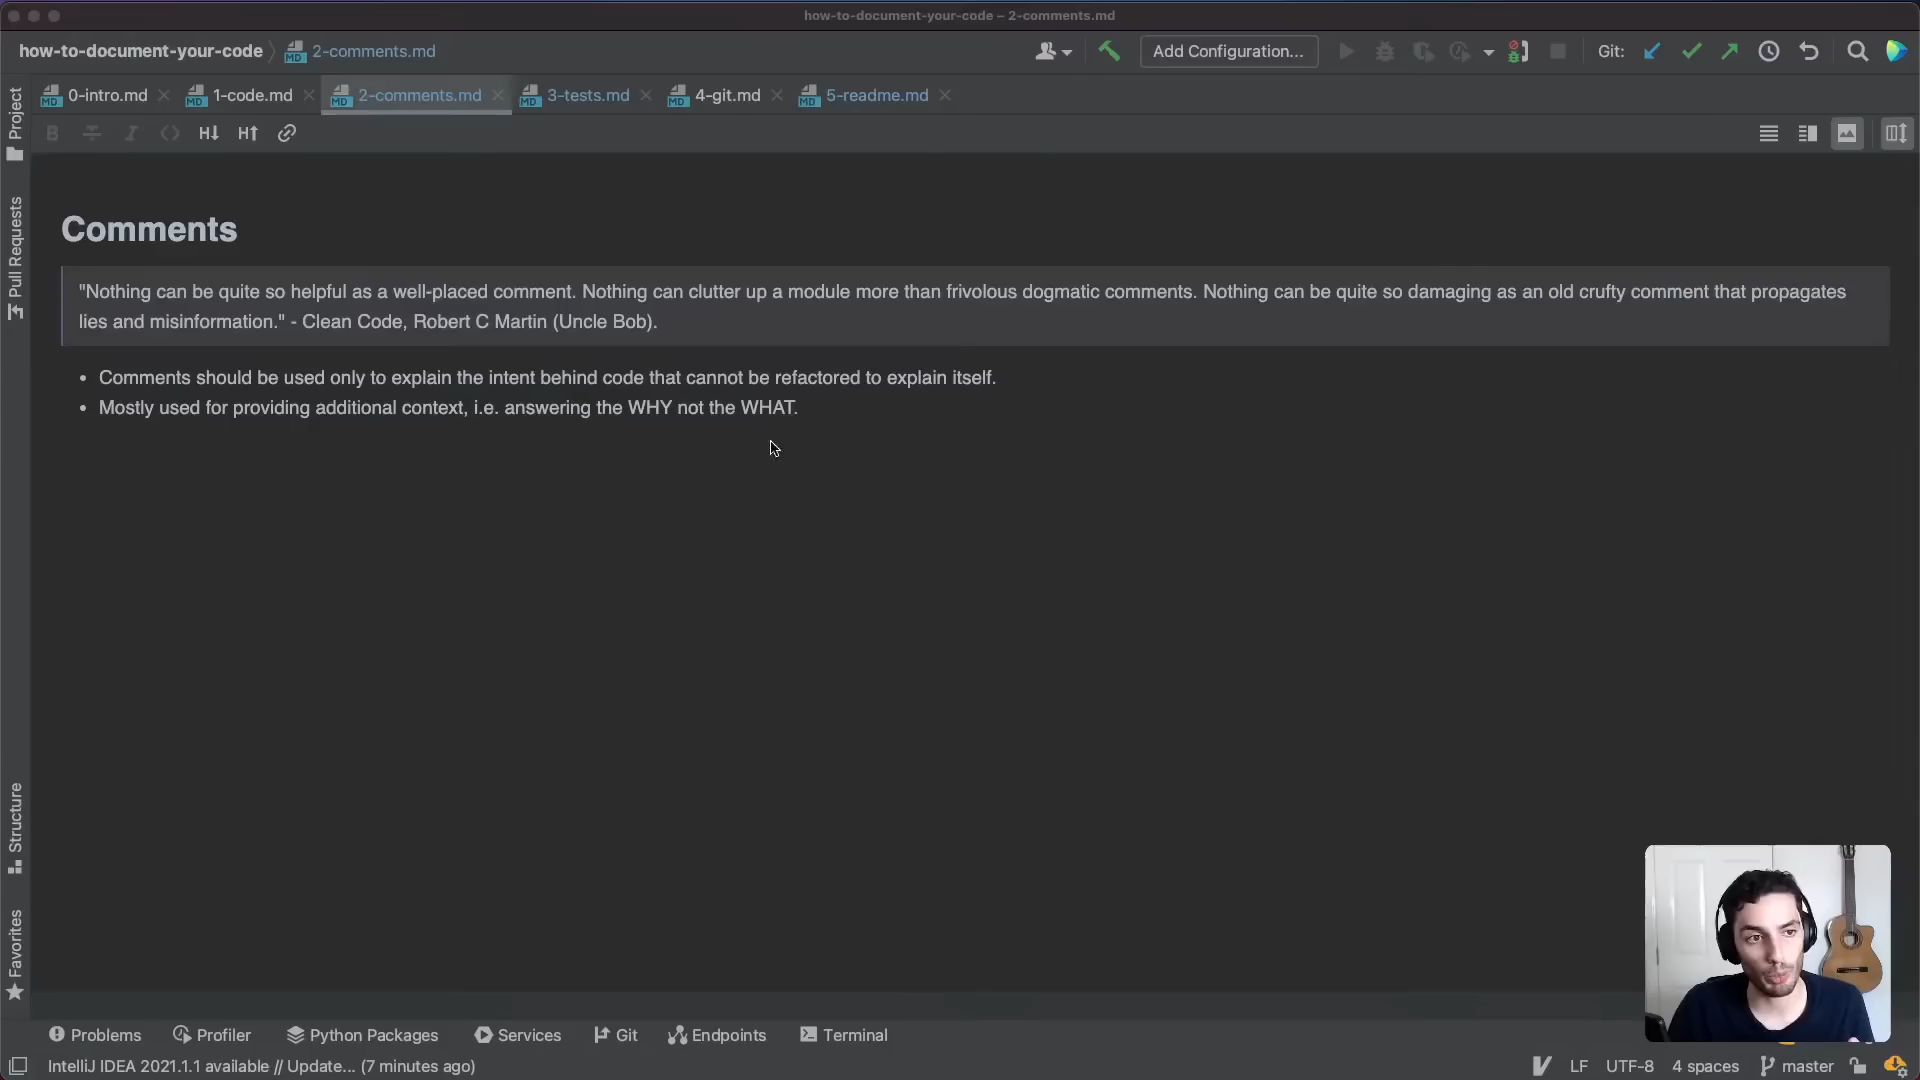 how-to-document-your-code – 2-comments.md
how-to-document-your-code 2-comments.md
Add Configuration...
Git:
0-intro.md
1-code.md
2-comments.md
3-tests.md
4-git.md
5-readme.md
B I <> H↓ H↑
Project
Pull Requests
Structure
Favorites
Comments
"Nothing can be quite so helpful as a well-placed comment. Nothing can clutter up a module more than frivolous dogmatic comments. Nothing can be quite so damaging as an old crufty comment that propagates
lies and misinformation." - Clean Code, Robert C Martin (Uncle Bob).
• Comments should be used only to explain the intent behind code that cannot be refactored to explain itself.
• Mostly used for providing additional context, i.e. answering the WHY not the WHAT.
Problems
Profiler
Python Packages
Services
Git
Endpoints
Terminal
IntelliJ IDEA 2021.1.1 available // Update... (7 minutes ago)
LF
UTF-8
4 spaces
master